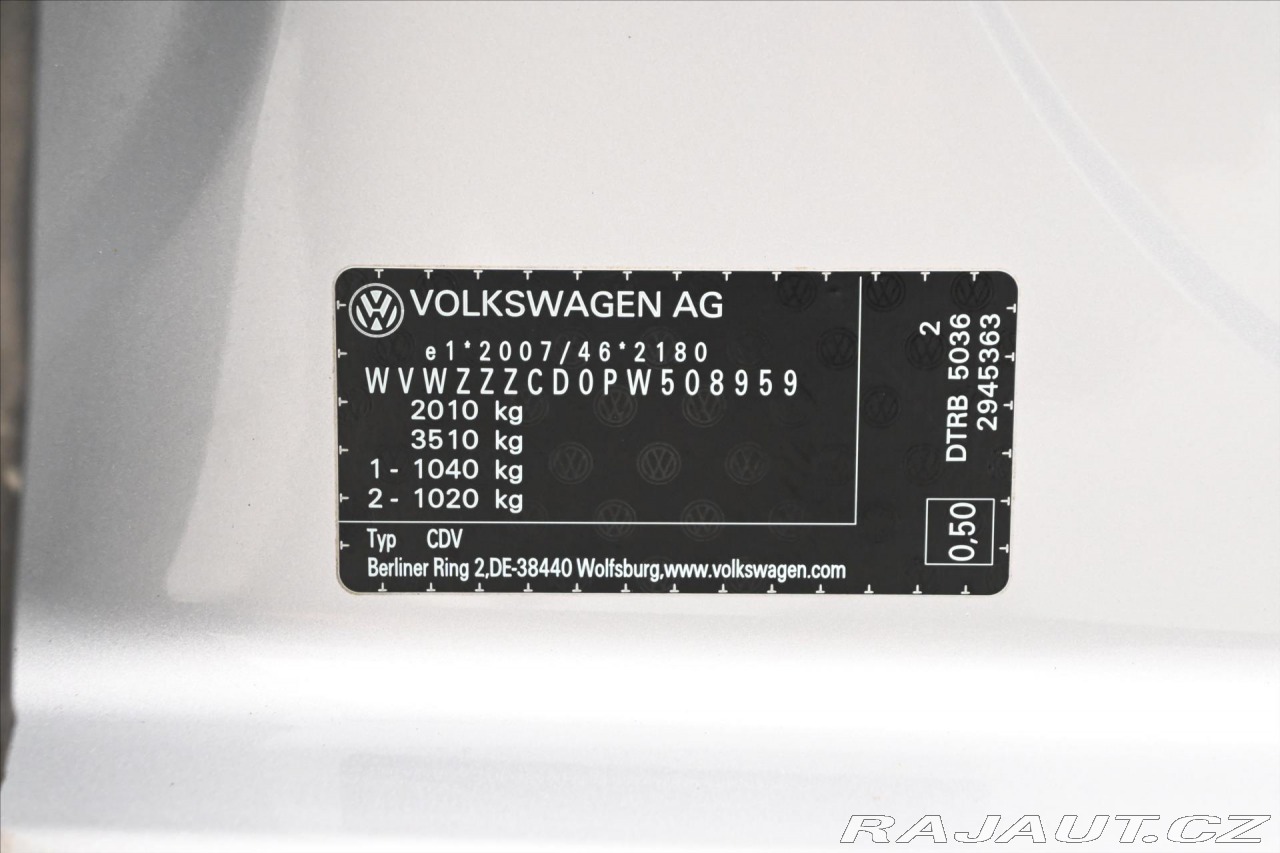 VOLKSWAGEN AG
e1*2007/46*2180
WVWZZZCD0PW508959
2010 kg
3510 kg
1- 1040 kg
2- 1020 kg
Typ CDV
Berliner Ring 2,DE-38440 Wolfsburg,www.volkswagen.com
2
DTRB 5036
2945363
0,50
RAJAUT.CZ